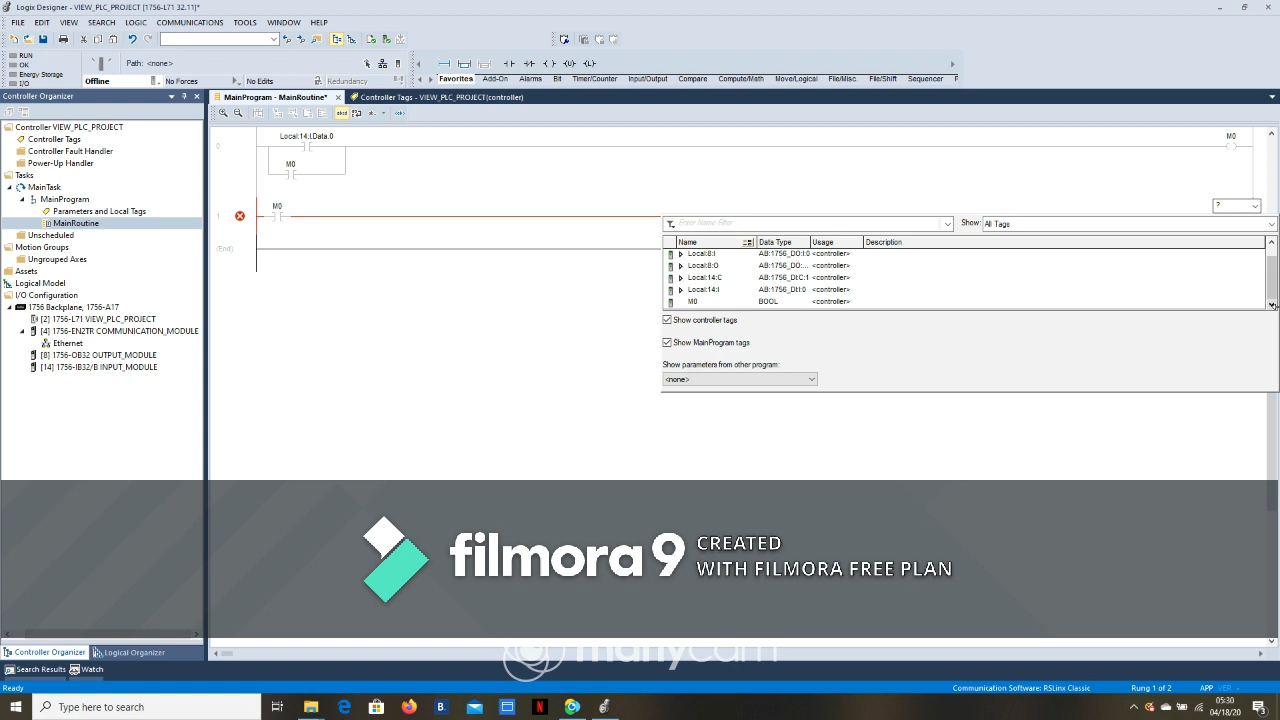 Logix Designer - VIEW_PLC_PROJECT [1756-L71 32.11]*
FILE EDIT VIEW SEARCH LOGIC COMMUNICATIONS TOOLS WINDOW HELP
RUN
OK
Energy Storage
I/O
Path: <none>
Offline No Forces No Edits Redundancy
Favorites Add-On Alarms Bit Timer/Counter Input/Output Compare Compute/Math Move/Logical File/Misc. File/Shift Sequencer
Controller Organizer
MainProgram - MainRoutine* Controller Tags - VIEW_PLC_PROJECT(controller)
Controller VIEW_PLC_PROJECT
Controller Tags
Controller Fault Handler
Power-Up Handler
Tasks
MainTask
MainProgram
Parameters and Local Tags
MainRoutine
Unscheduled
Motion Groups
Ungrouped Axes
Assets
Logical Model
I/O Configuration
1756 Backplane, 1756-A17
[2] 1756-L71 VIEW_PLC_PROJECT
[4] 1756-EN2TR COMMUNICATION_MODULE
Ethernet
[8] 1756-OB32 OUTPUT_MODULE
[14] 1756-IB32/B INPUT_MODULE
Local:14:I.Data.0
M0
0
M0
M0
1
(End)
?
Enter Name Filter Show: All Tags
Name Data Type Usage Description
Local:8:I AB:1756_DO:I:0 <controller>
Local:8:O AB:1756_DO:... <controller>
Local:14:C AB:1756_DI:C:1 <controller>
Local:14:I AB:1756_DI:I:0 <controller>
M0 BOOL <controller>
Show controller tags
Show MainProgram tags
Show parameters from other program:
<none>
filmora 9 CREATED
WITH FILMORA FREE PLAN
manycam
Controller Organizer Logical Organizer
Search Results Watch
Ready Communication Software: RSLinx Classic Rung 1 of 2 APP VER
Type here to search
05:30
04/18/20